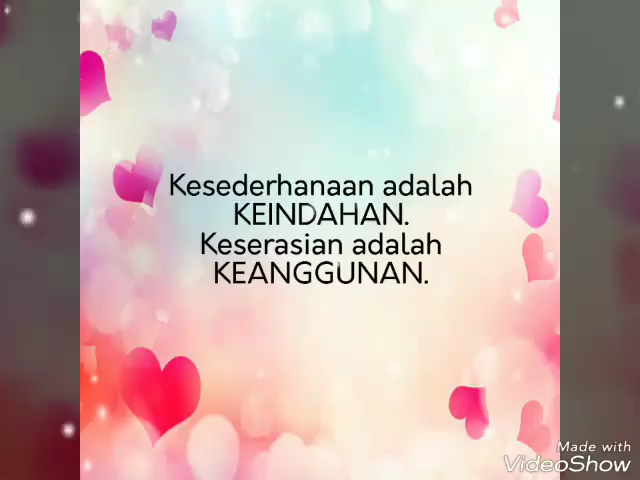 Kesederhanaan adalah
KEINDAHAN.
Keserasian adalah
KEANGGUNAN.
Made with
VideoShow